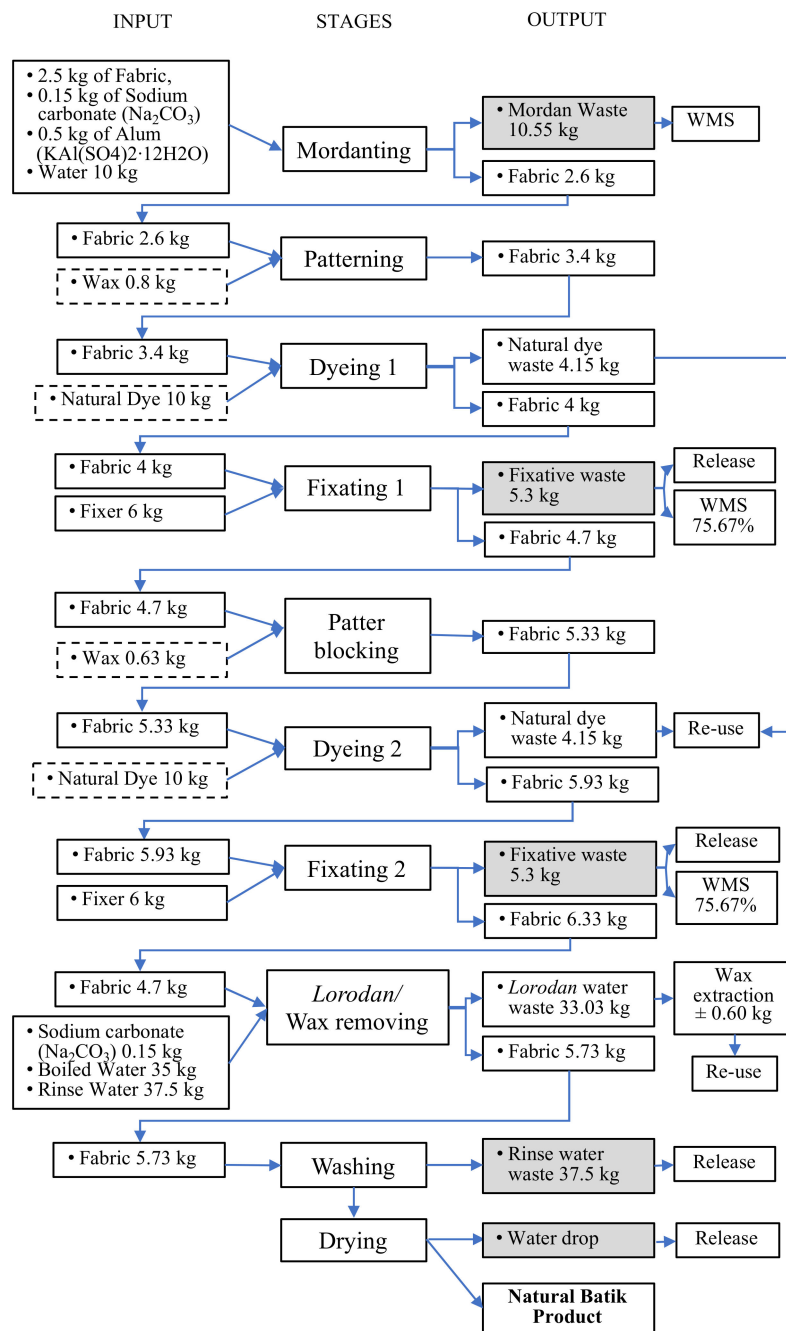 INPUT
STAGES
OUTPUT
• 2.5 kg of Fabric,
• 0.15 kg of Sodium
carbonate (Na₂CO₃)
• 0.5 kg of Alum
(KAl(SO4)2·12H2O)
• Water 10 kg
Mordanting
• Mordan Waste
10.55 kg
WMS
• Fabric 2.6 kg
• Fabric 2.6 kg
• Wax 0.8 kg
Patterning
• Fabric 3.4 kg
• Fabric 3.4 kg
• Natural Dye 10 kg
Dyeing 1
• Natural dye
waste 4.15 kg
• Fabric 4 kg
• Fabric 4 kg
• Fixer 6 kg
Fixating 1
• Fixative waste
5.3 kg
Release
WMS
75.67%
• Fabric 4.7 kg
• Fabric 4.7 kg
• Wax 0.63 kg
Patter
blocking
• Fabric 5.33 kg
• Fabric 5.33 kg
• Natural Dye 10 kg
Dyeing 2
• Natural dye
waste 4.15 kg
Re-use
• Fabric 5.93 kg
• Fabric 5.93 kg
• Fixer 6 kg
Fixating 2
• Fixative waste
5.3 kg
Release
WMS
75.67%
• Fabric 6.33 kg
• Fabric 4.7 kg
• Sodium carbonate
(Na₂CO₃) 0.15 kg
• Boiled Water 35 kg
• Rinse Water 37.5 kg
Lorodan/
Wax removing
• Lorodan water
waste 33.03 kg
Wax
extraction
± 0.60 kg
• Fabric 5.73 kg
Re-use
• Fabric 5.73 kg
Washing
• Rinse water
waste 37.5 kg
Release
Drying
• Water drop
Release
Natural Batik
Product